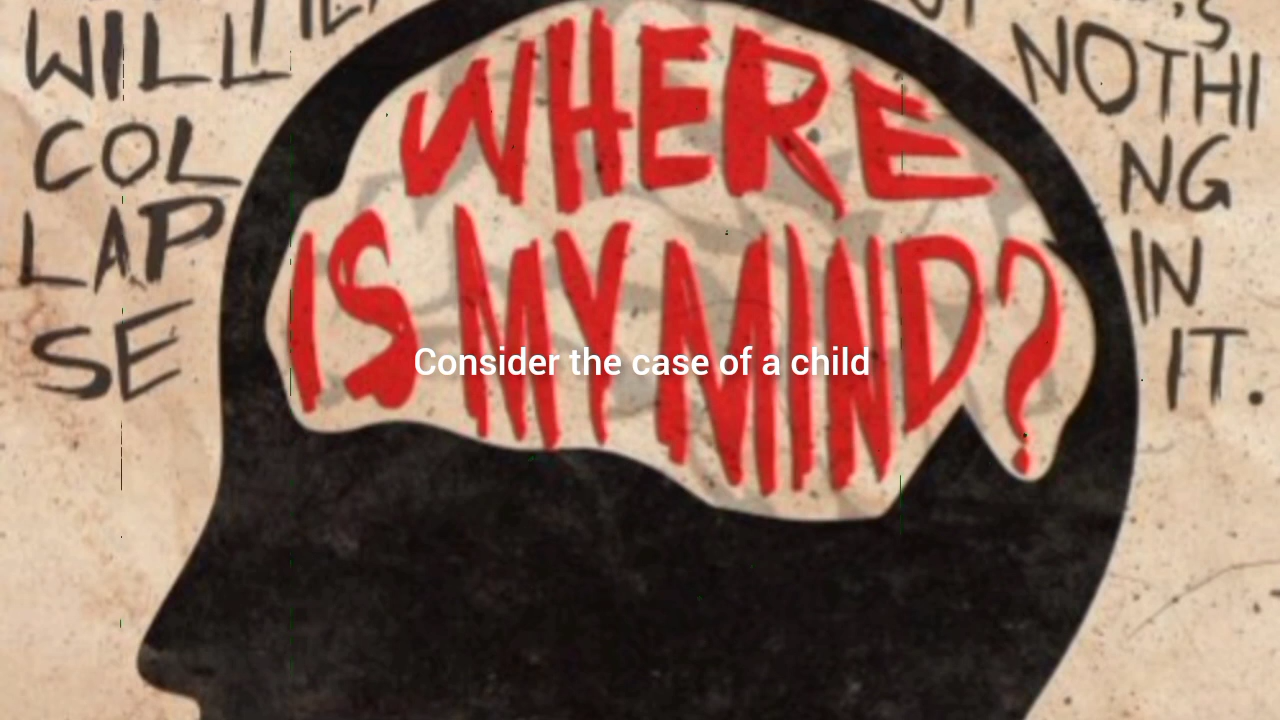 WILL
COL
LAP
SE
WHERE
IS MY MIND?
Consider the case of a child
NOTHI
NG
IN
IT.